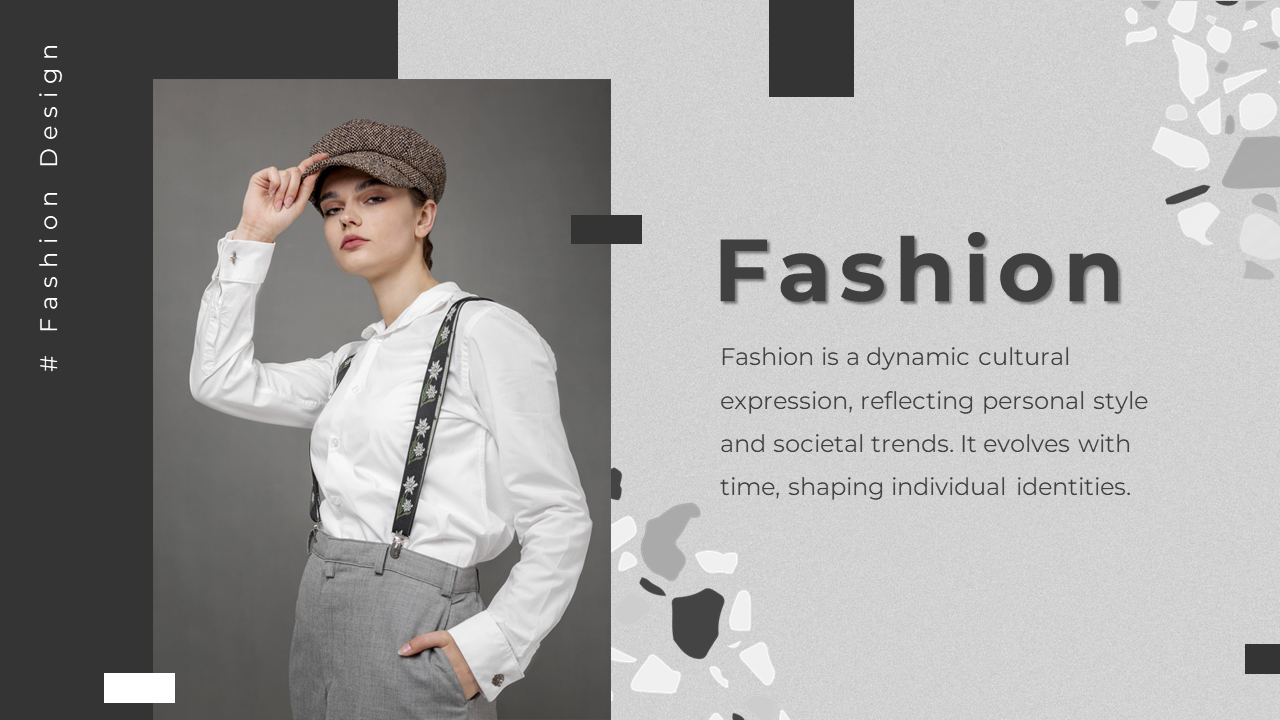 # Fashion Design
Fashion
Fashion is a dynamic cultural
expression, reflecting personal style
and societal trends. It evolves with
time, shaping individual identities.